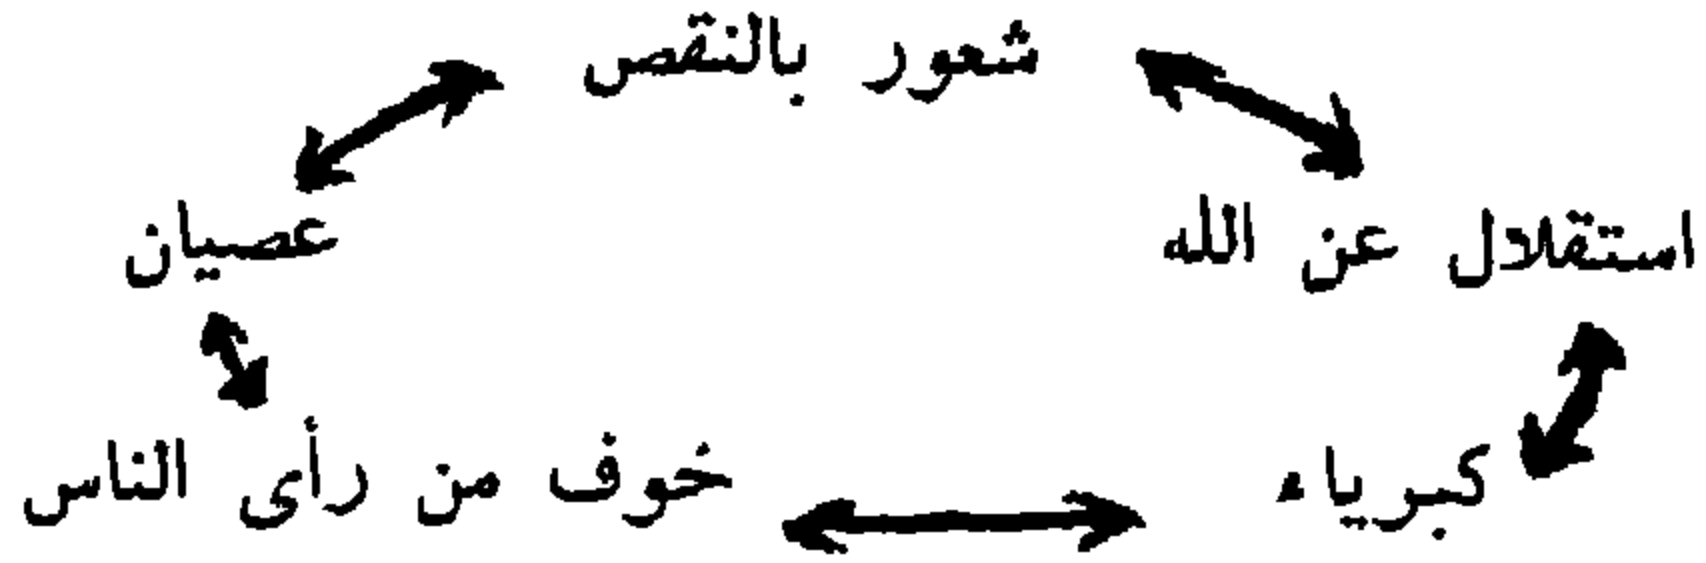 شعور بالنقص
استقلال عن الله
عصيان
كبرياء
خوف من رأى الناس